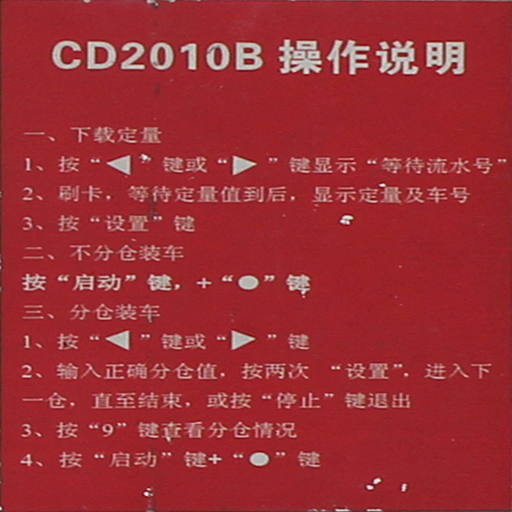 CD2010B 操作说明
一、下载定量
1、按“◀”键或“▶”键显示“等待流水号”
2、刷卡，等待定量值到后，显示定量及车号
3、按“设置”键
二、不分仓装车
按“启动”键，+“●”键
三、分仓装车
1、按“◀”键或“▶”键
2、输入正确分仓值，按两次 “设置”，进入下
一仓，直至结束，或按“停止”键退出
3、按“9”键查看分仓情况
4、按“启动”键+“●”键